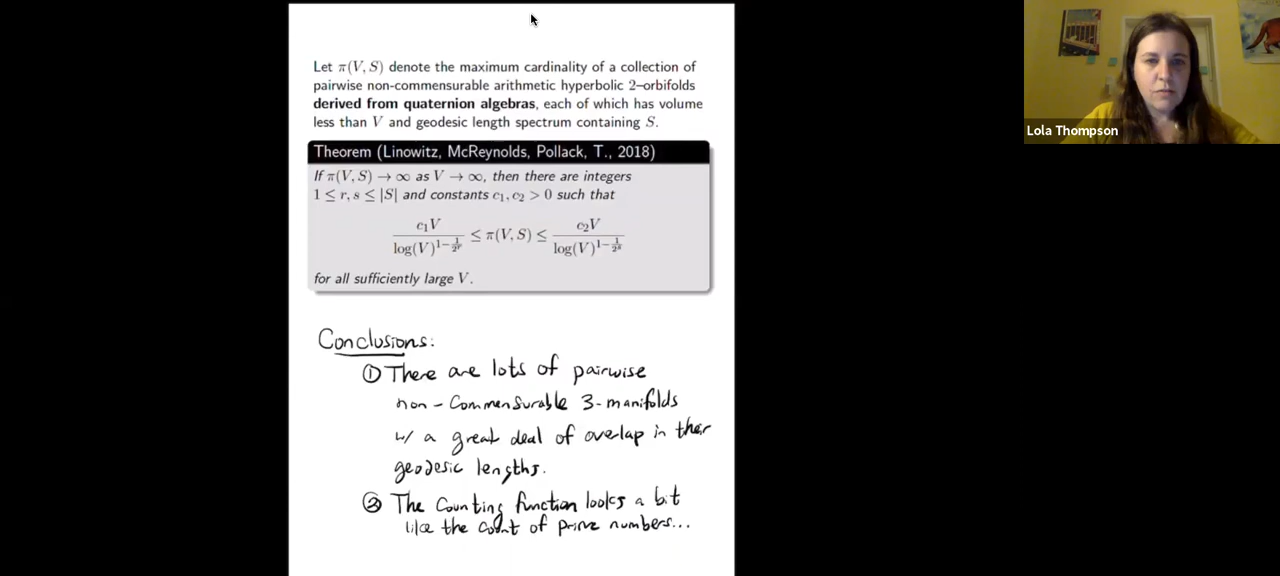 Let π(V, S) denote the maximum cardinality of a collection of
pairwise non-commensurable arithmetic hyperbolic 2–orbifolds
derived from quaternion algebras, each of which has volume
less than V and geodesic length spectrum containing S.
Theorem (Linowitz, McReynolds, Pollack, T., 2018)
If π(V, S) → ∞ as V → ∞, then there are integers
1 ≤ r, s ≤ |S| and constants c₁, c₂ > 0 such that
c₁V / log(V)^{1−1/2^r} ≤ π(V, S) ≤ c₂V / log(V)^{1−1/2^s}
for all sufficiently large V.
Conclusions:
① There are lots of pairwise
non-commensurable 3-manifolds
w/ a great deal of overlap in their
geodesic lengths.
② The counting function looks a bit
like the count of prime numbers...
Lola Thompson